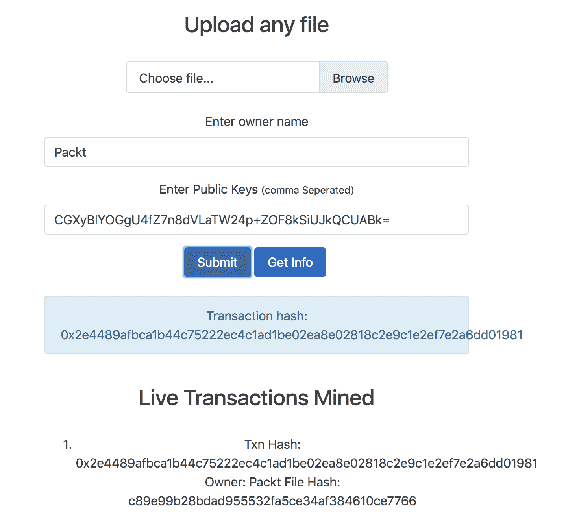 Upload any file
Choose file...
Browse
Enter owner name
Packt
Enter Public Keys (comma Seperated)
CGXyBlYOGgU4fZ7n8dVLaTW24p+ZOF8kSiUJkQCUABk=
Submit
Get Info
Transaction hash:
0x2e4489afbca1b44c75222ec4c1ad1be02ea8e02818c2e9c1e2ef7e2a6dd01981
Live Transactions Mined
1. Txn Hash:
0x2e4489afbca1b44c75222ec4c1ad1be02ea8e02818c2e9c1e2ef7e2a6dd01981
Owner: Packt File Hash:
c89e99b28bdad955532fa5ce34af384610ce7766